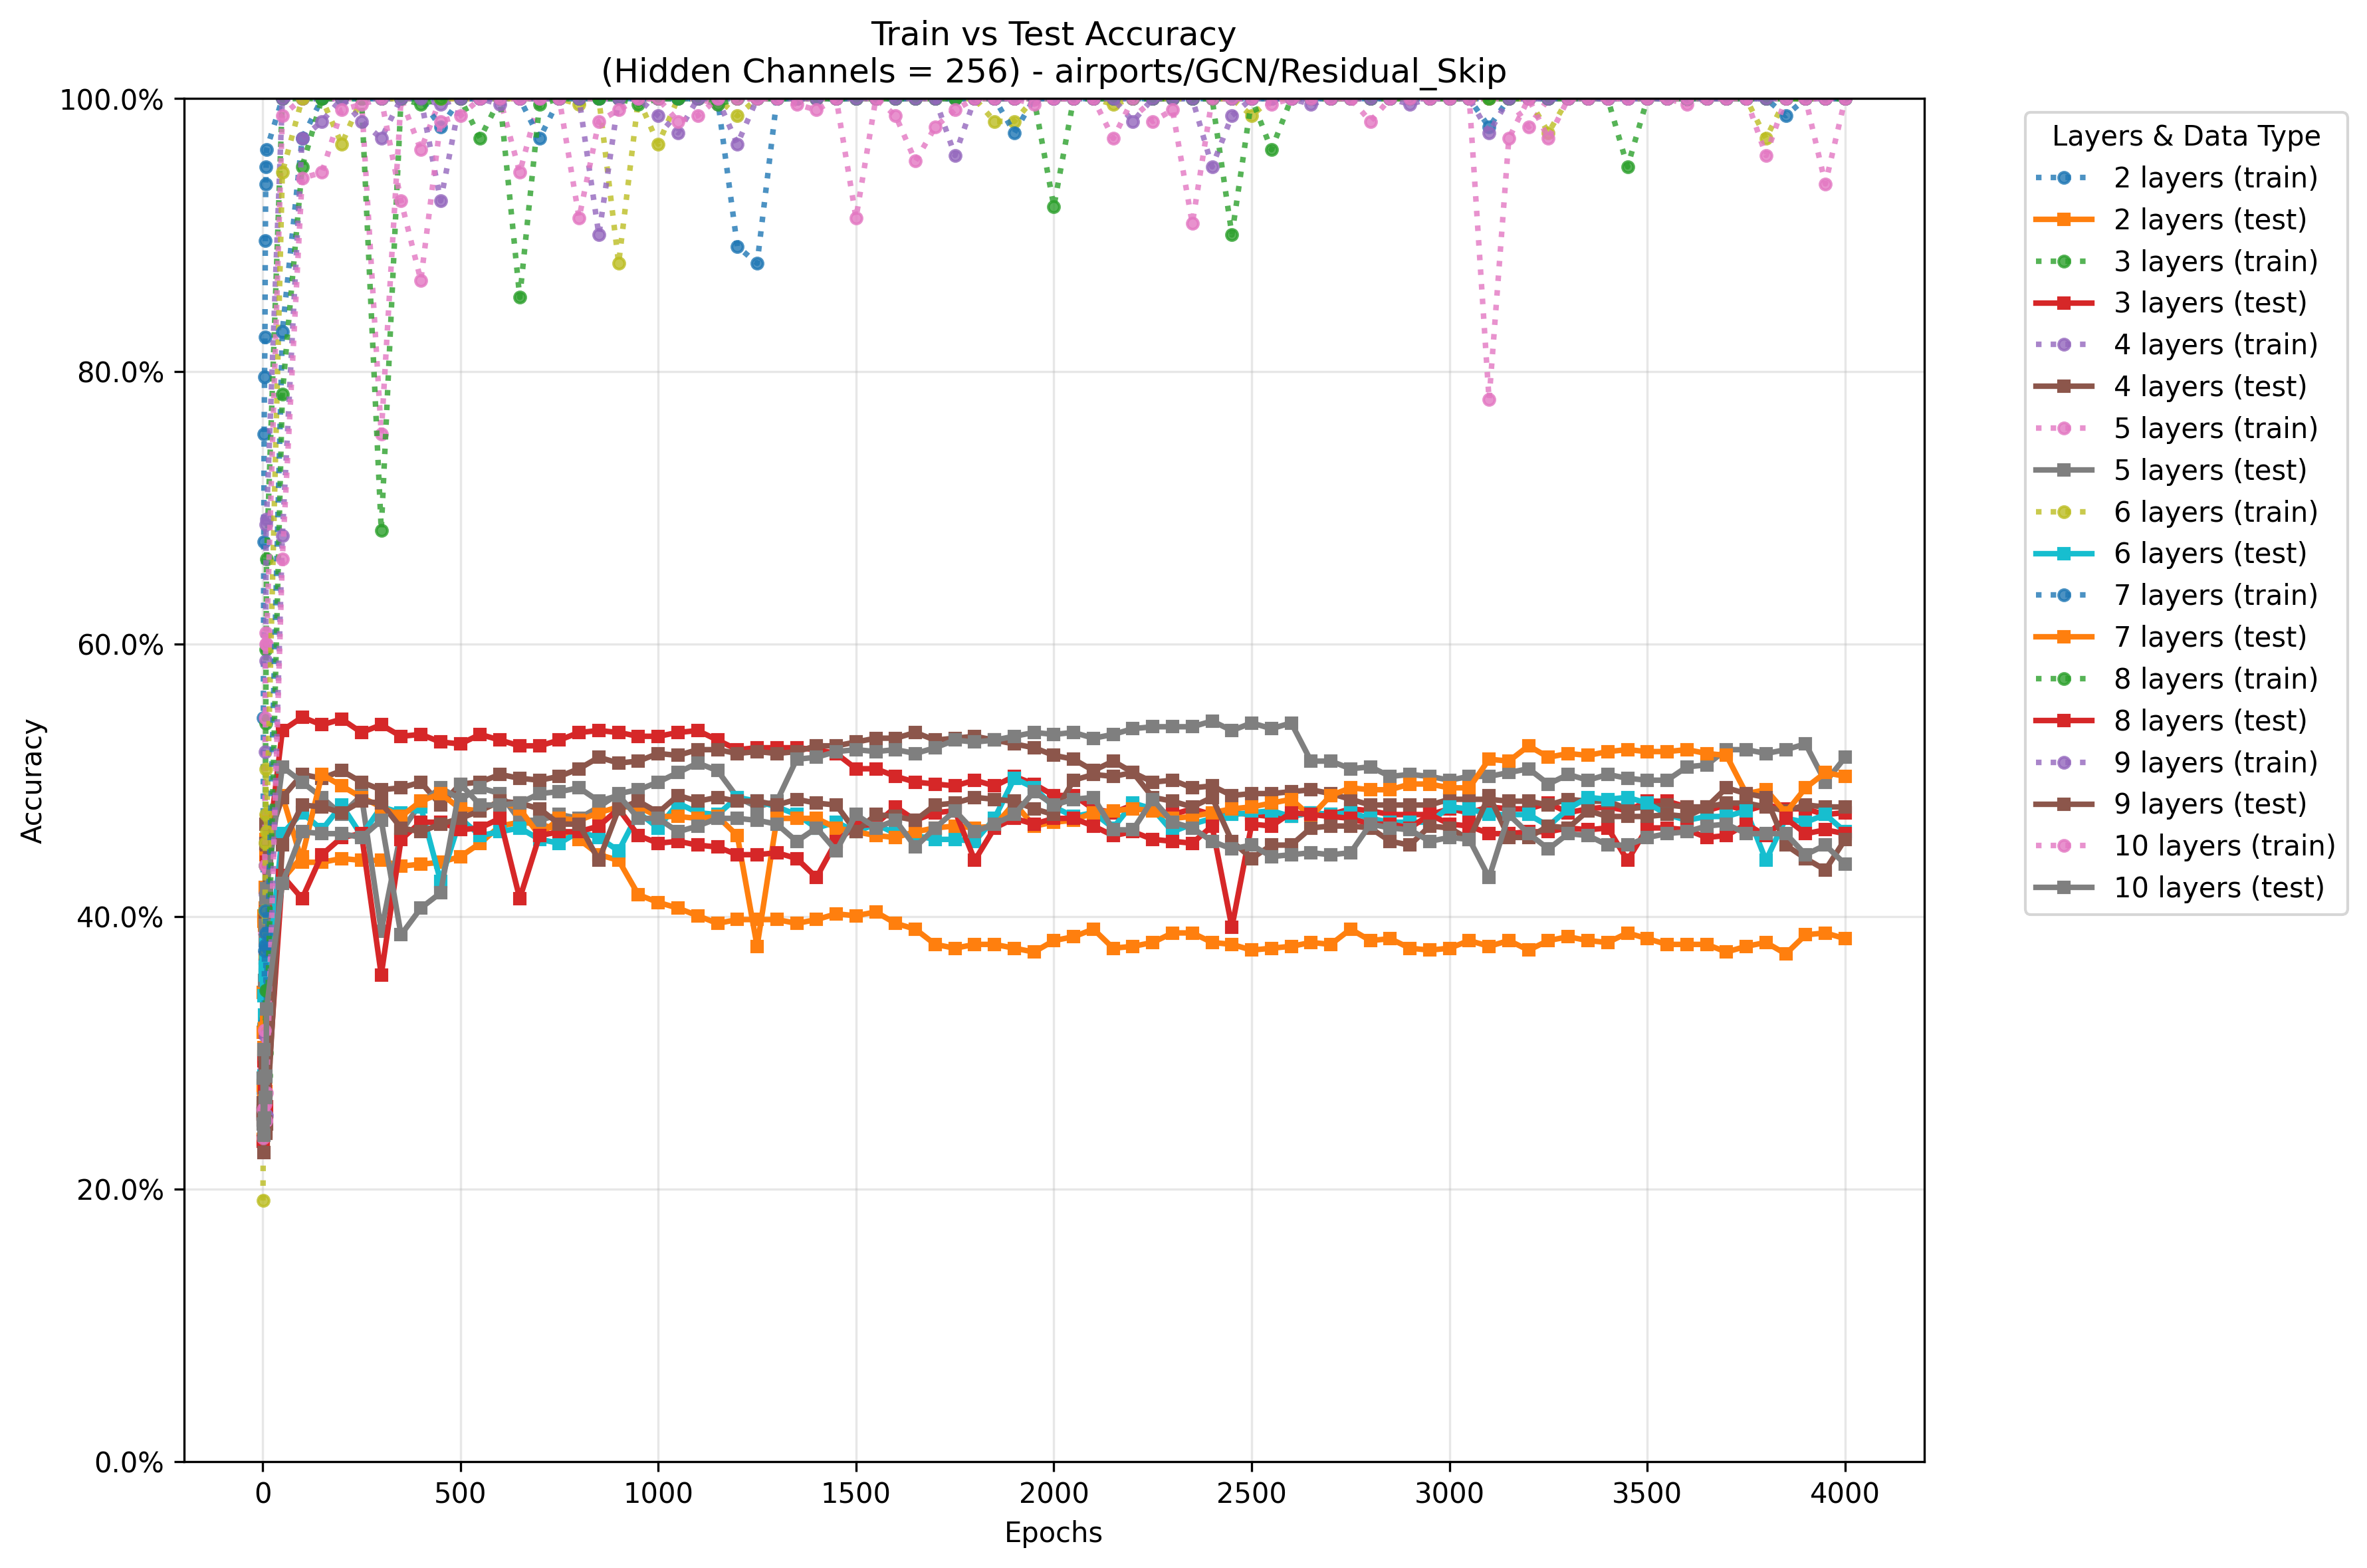 Train vs Test Accuracy
(Hidden Channels = 256) - airports/GCN/Residual_Skip
100.0%
80.0%
60.0%
40.0%
20.0%
0.0%
Accuracy
0
500
1000
1500
2000
2500
3000
3500
4000
Epochs
Layers & Data Type
2 layers (train)
2 layers (test)
3 layers (train)
3 layers (test)
4 layers (train)
4 layers (test)
5 layers (train)
5 layers (test)
6 layers (train)
6 layers (test)
7 layers (train)
7 layers (test)
8 layers (train)
8 layers (test)
9 layers (train)
9 layers (test)
10 layers (train)
10 layers (test)